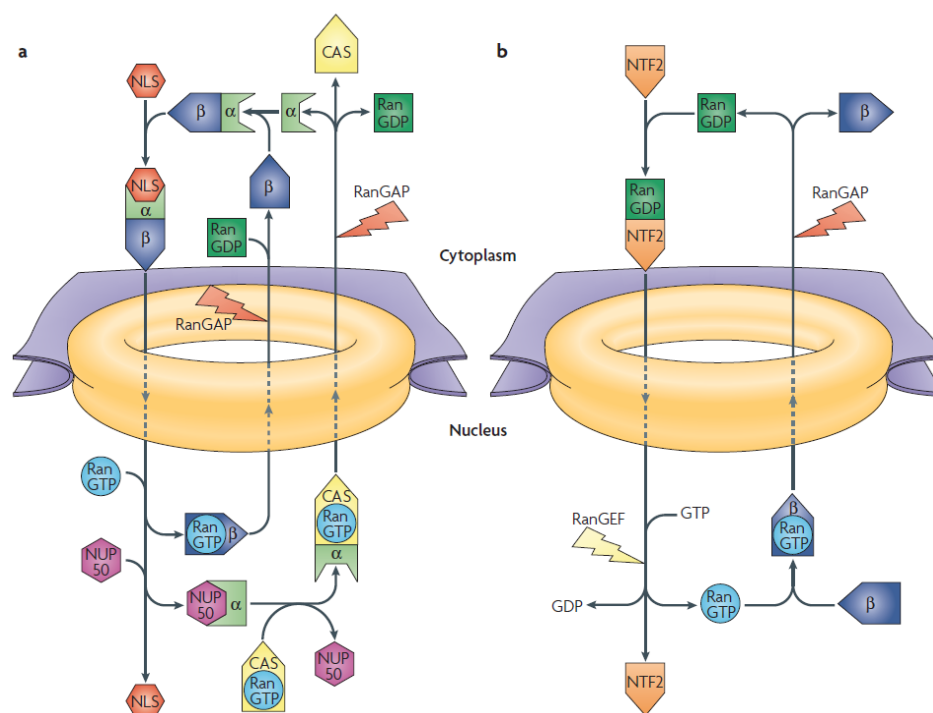 a
CAS
NLS
β
α
α
Ran
GDP
NLS
α
β
β
Ran
GDP
RanGAP
RanGAP
Cytoplasm
Nucleus
Ran
GTP
Ran
GTP
β
NUP
50
NUP
50
α
CAS
Ran
GTP
α
CAS
Ran
GTP
NUP
50
NLS
b
NTF2
Ran
GDP
β
Ran
GDP
NTF2
RanGAP
RanGEF
GTP
β
Ran
GTP
GDP
Ran
GTP
β
NTF2